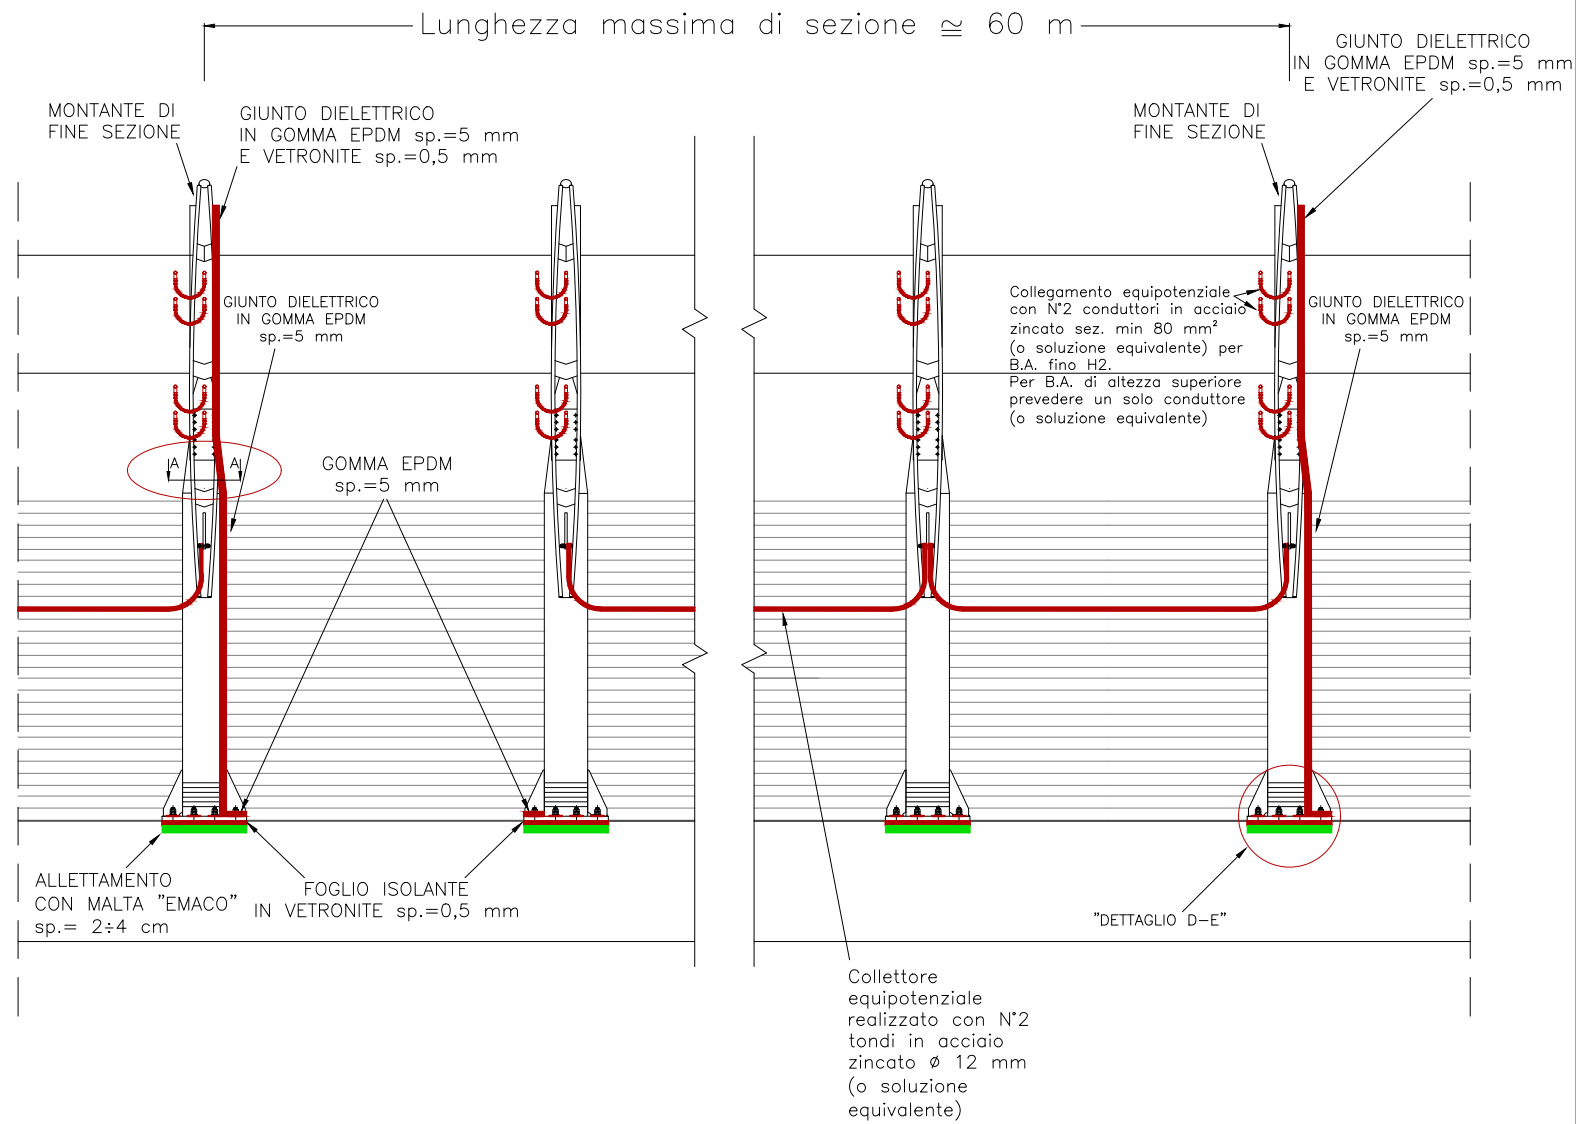 Lunghezza massima di sezione ≅ 60 m
GIUNTO DIELETTRICO
IN GOMMA EPDM sp.=5 mm
E VETRONITE sp.=0,5 mm
MONTANTE DI
FINE SEZIONE
GIUNTO DIELETTRICO
IN GOMMA EPDM sp.=5 mm
E VETRONITE sp.=0,5 mm
MONTANTE DI
FINE SEZIONE
GIUNTO DIELETTRICO
IN GOMMA EPDM
sp.=5 mm
Collegamento equipotenziale
con N°2 conduttori in acciaio
zincato sez. min 80 mm²
(o soluzione equivalente) per
B.A. fino H2.
Per B.A. di altezza superiore
prevedere un solo conduttore
(o soluzione equivalente)
GIUNTO DIELETTRICO
IN GOMMA EPDM
sp.=5 mm
A A
GOMMA EPDM
sp.=5 mm
ALLETTAMENTO
CON MALTA "EMACO"
sp.= 2÷4 cm
FOGLIO ISOLANTE
IN VETRONITE sp.=0,5 mm
"DETTAGLIO D-E"
Collettore
equipotenziale
realizzato con N°2
tondi in acciaio
zincato ø 12 mm
(o soluzione
equivalente)